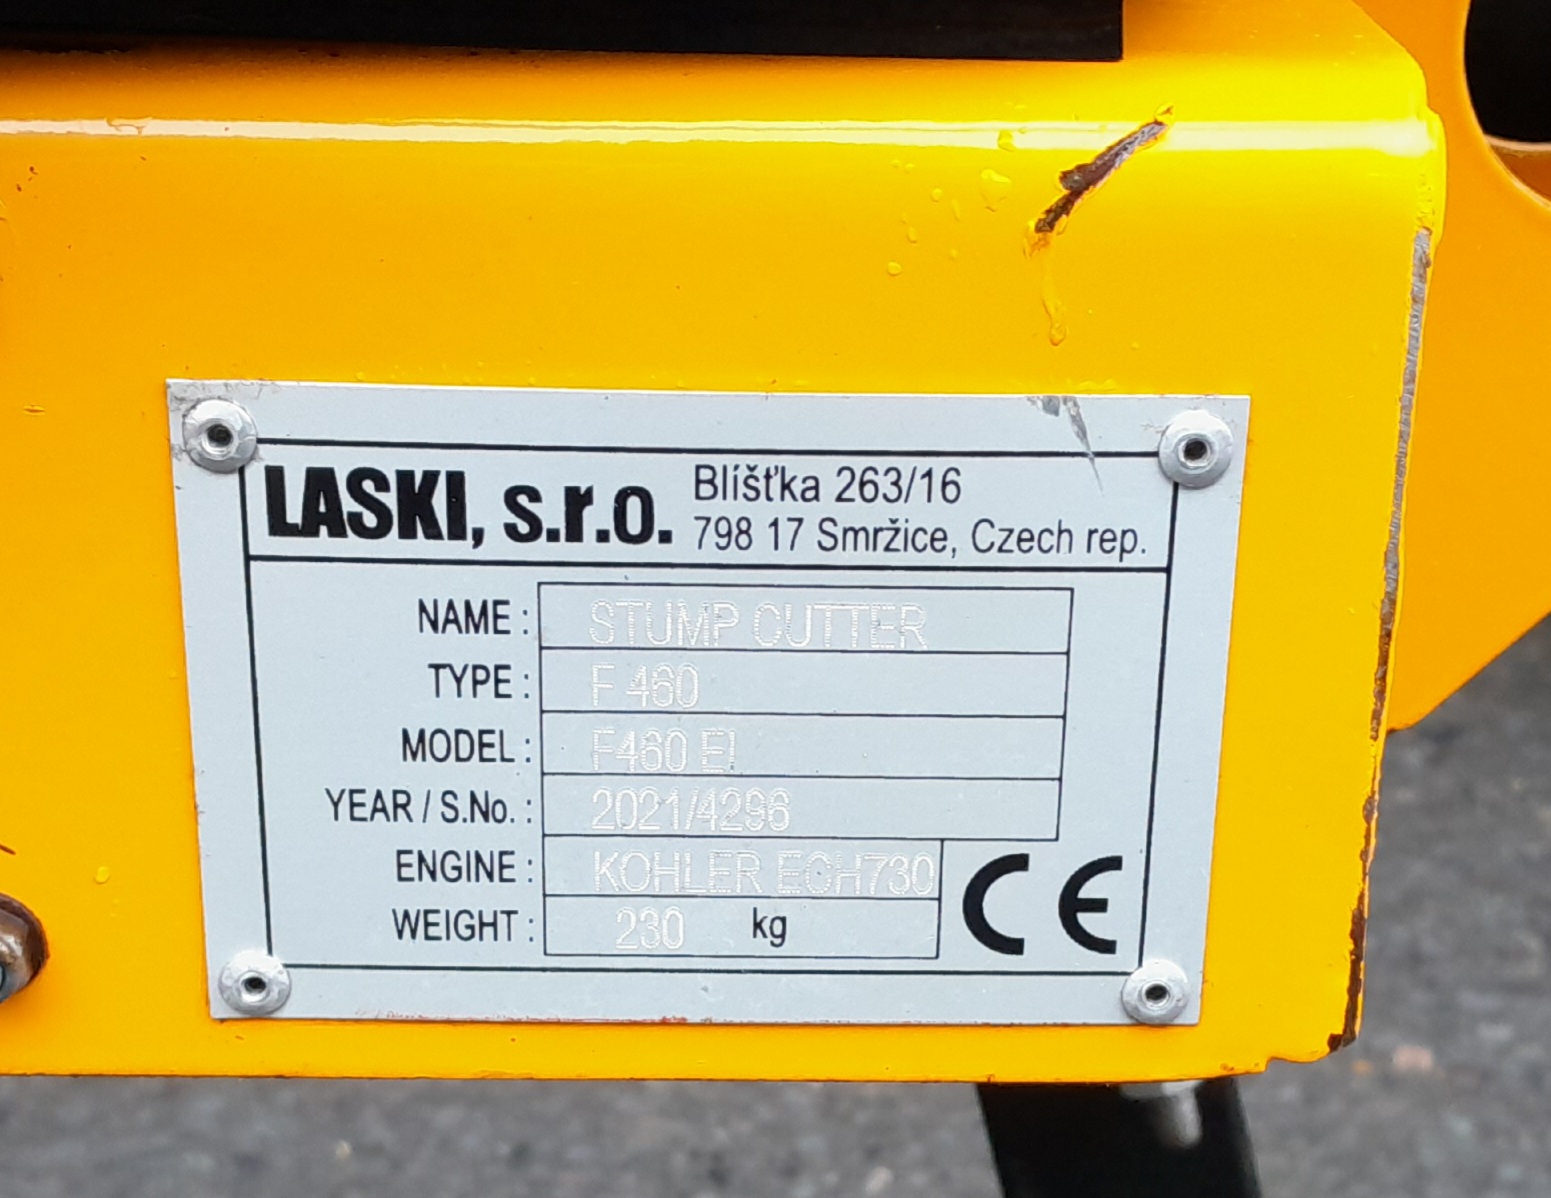 LASKI, s.r.o.
Blíšťka 263/16
798 17 Smržice, Czech rep.
NAME : STUMP CUTTER
TYPE : F 460
MODEL : F460 EI
YEAR / S.No. : 2021/4296
ENGINE : KOHLER ECH730
WEIGHT : 230 kg
CE